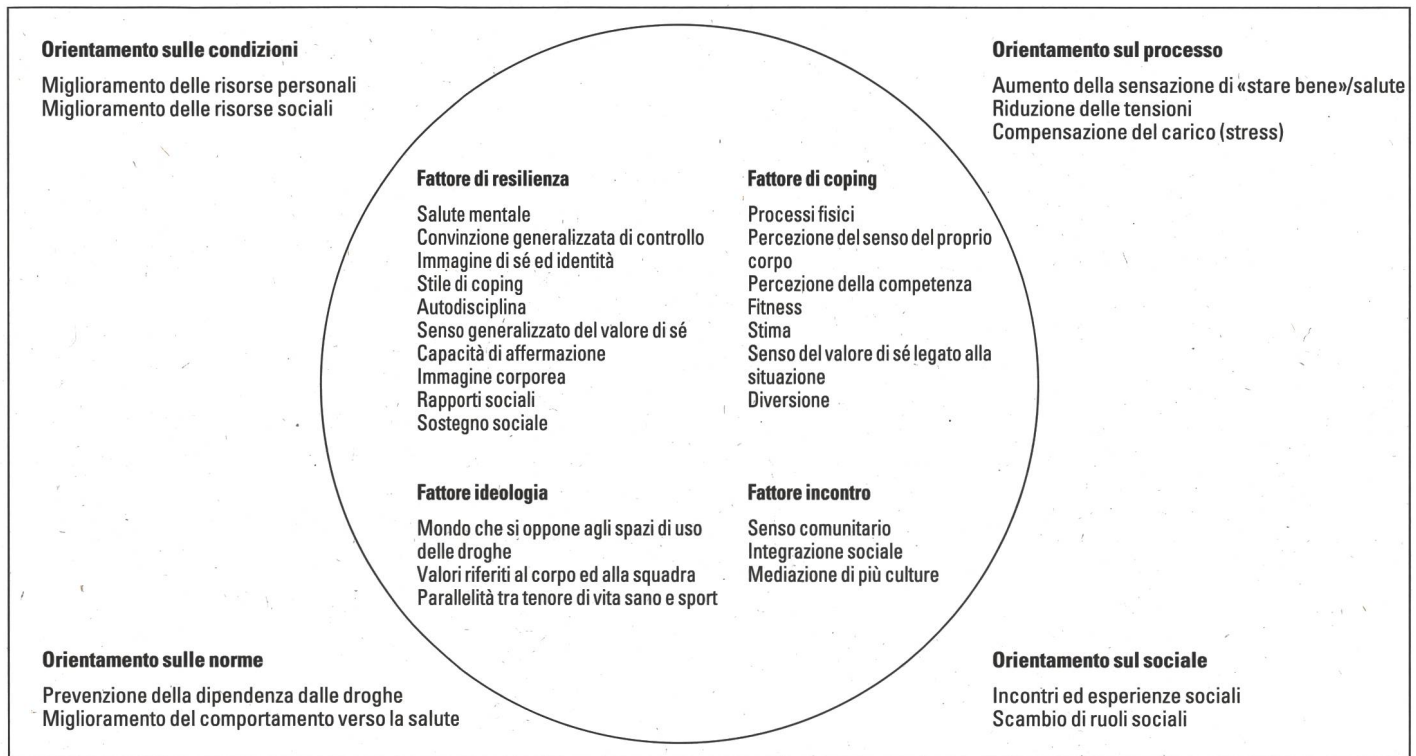 Orientamento sulle condizioni
Miglioramento delle risorse personali
Miglioramento delle risorse sociali
Orientamento sul processo
Aumento della sensazione di «stare bene»/salute
Riduzione delle tensioni
Compensazione del carico (stress)
Fattore di resilienza
Salute mentale
Convinzione generalizzata di controllo
Immagine di sé ed identità
Stile di coping
Autodisciplina
Senso generalizzato del valore di sé
Capacità di affermazione
Immagine corporea
Rapporti sociali
Sostegno sociale
Fattore di coping
Processi fisici
Percezione del senso del proprio
corpo
Percezione della competenza
Fitness
Stima
Senso del valore di sé legato alla
situazione
Diversione
Fattore ideologia
Mondo che si oppone agli spazi di uso
delle droghe
Valori riferiti al corpo ed alla squadra
Parallelità tra tenore di vita sano e sport
Fattore incontro
Senso comunitario
Integrazione sociale
Mediazione di più culture
Orientamento sulle norme
Prevenzione della dipendenza dalle droghe
Miglioramento del comportamento verso la salute
Orientamento sul sociale
Incontri ed esperienze sociali
Scambio di ruoli sociali